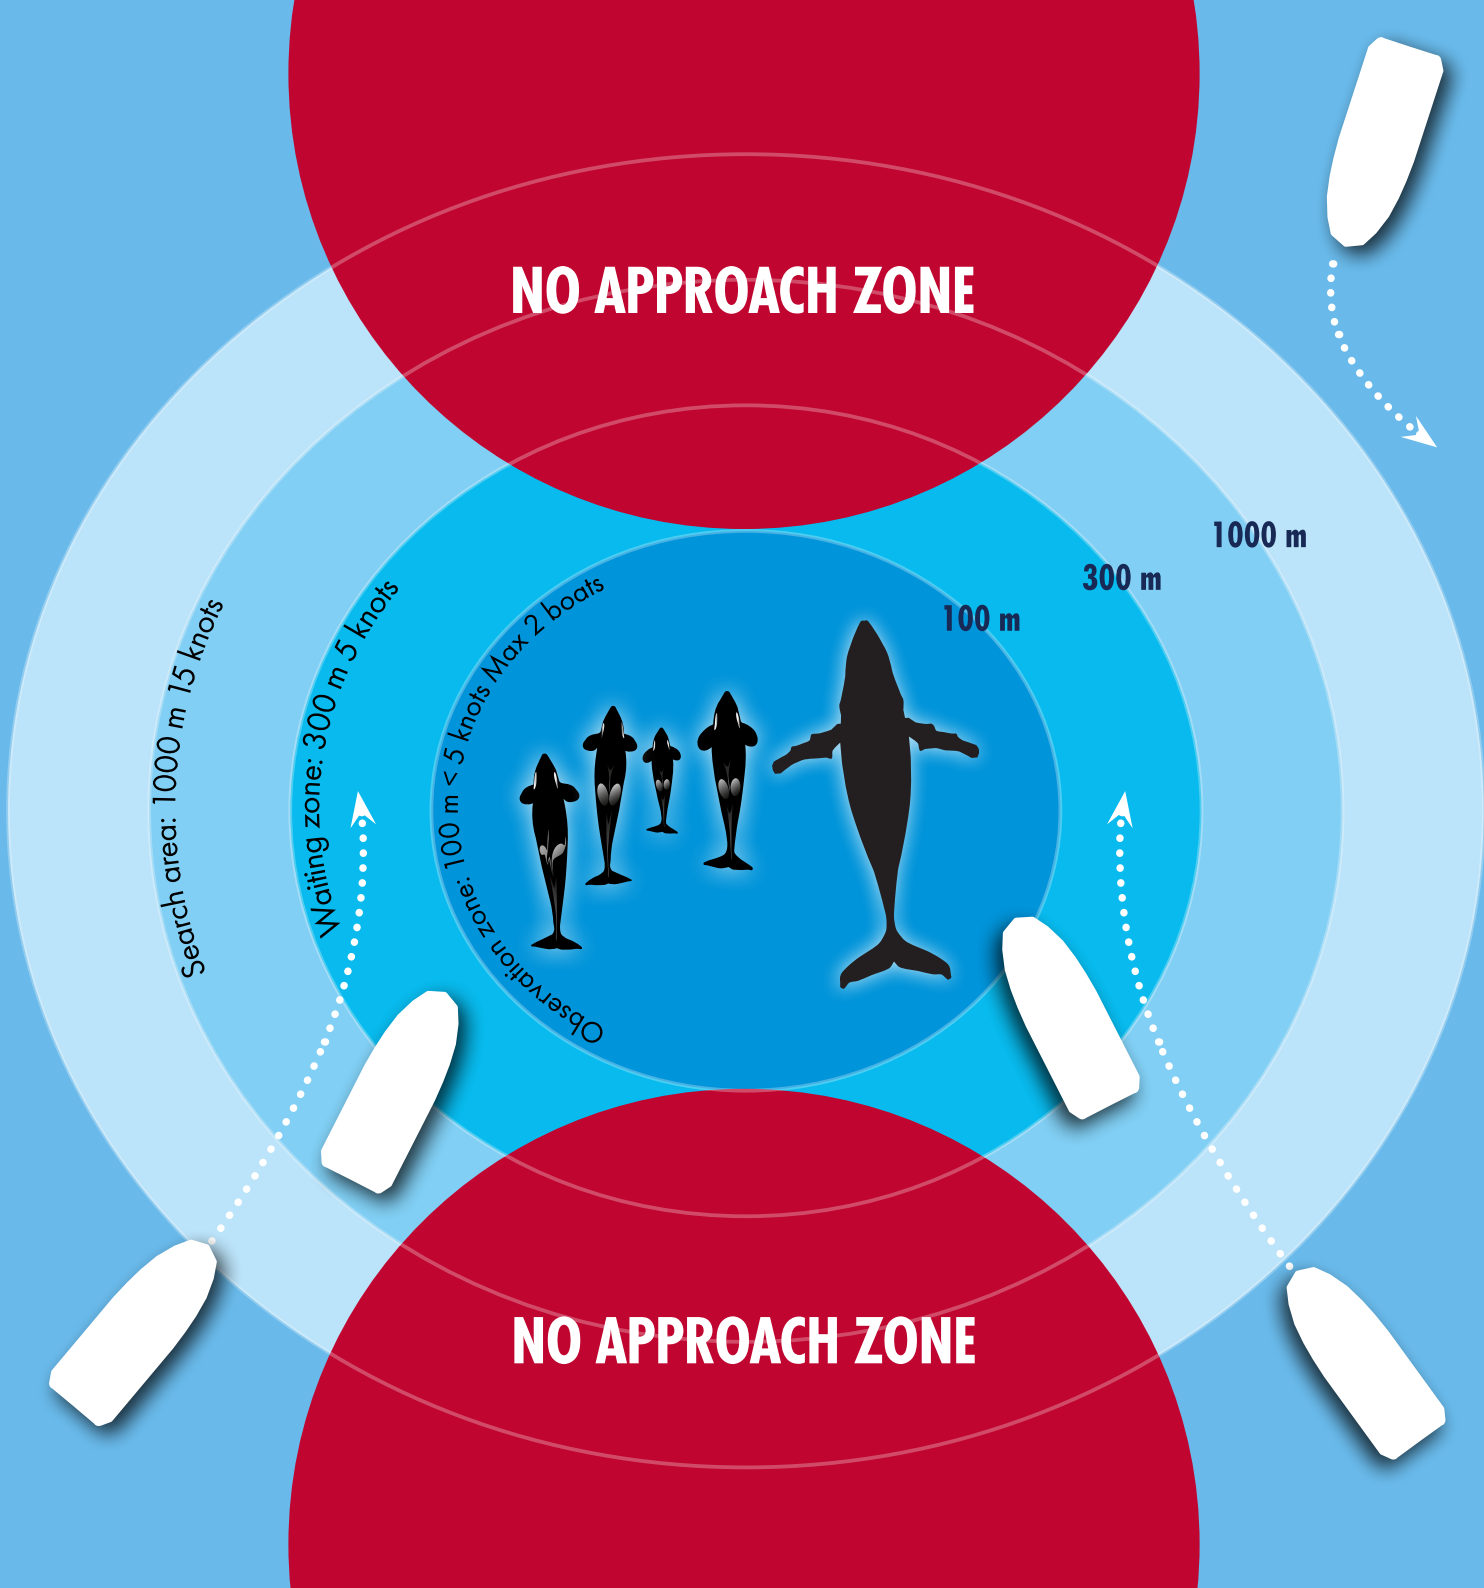 NO APPROACH ZONE
1000 m
300 m
100 m
Search area: 1000 m 15 knots
Waiting zone: 300 m 5 knots
Observation zone: 100 m < 5 knots Max 2 boats
NO APPROACH ZONE